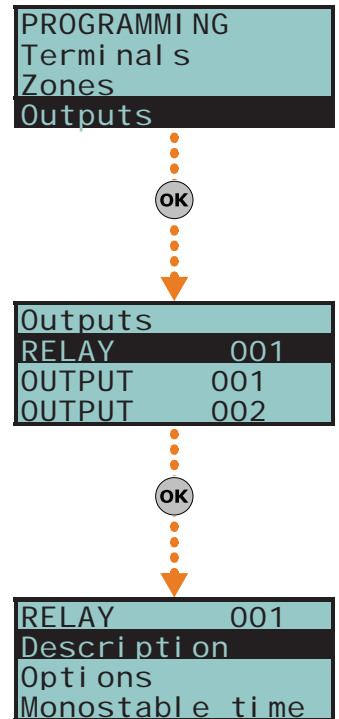 PROGRAMMING
Terminals
Zones
Outputs
OK
Outputs
RELAY 001
OUTPUT 001
OUTPUT 002
OK
RELAY 001
Description
Options
Monostable time